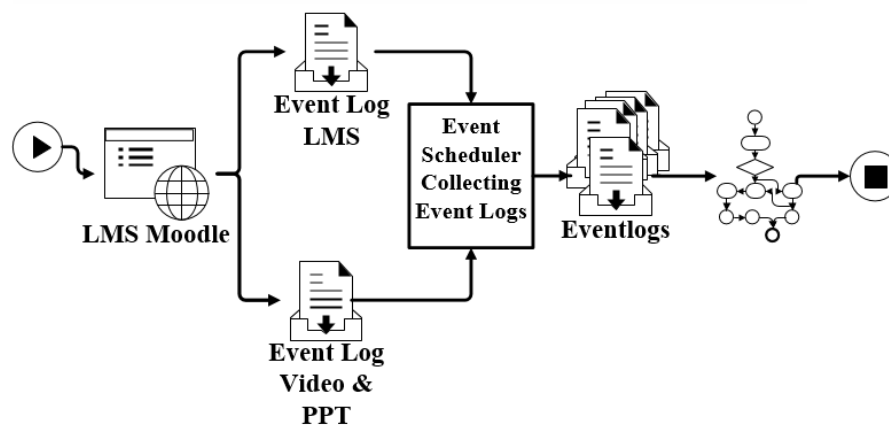 Event Log
LMS
LMS Moodle
Event
Scheduler
Collecting
Event Logs
Eventlogs
Event Log
Video &
PPT